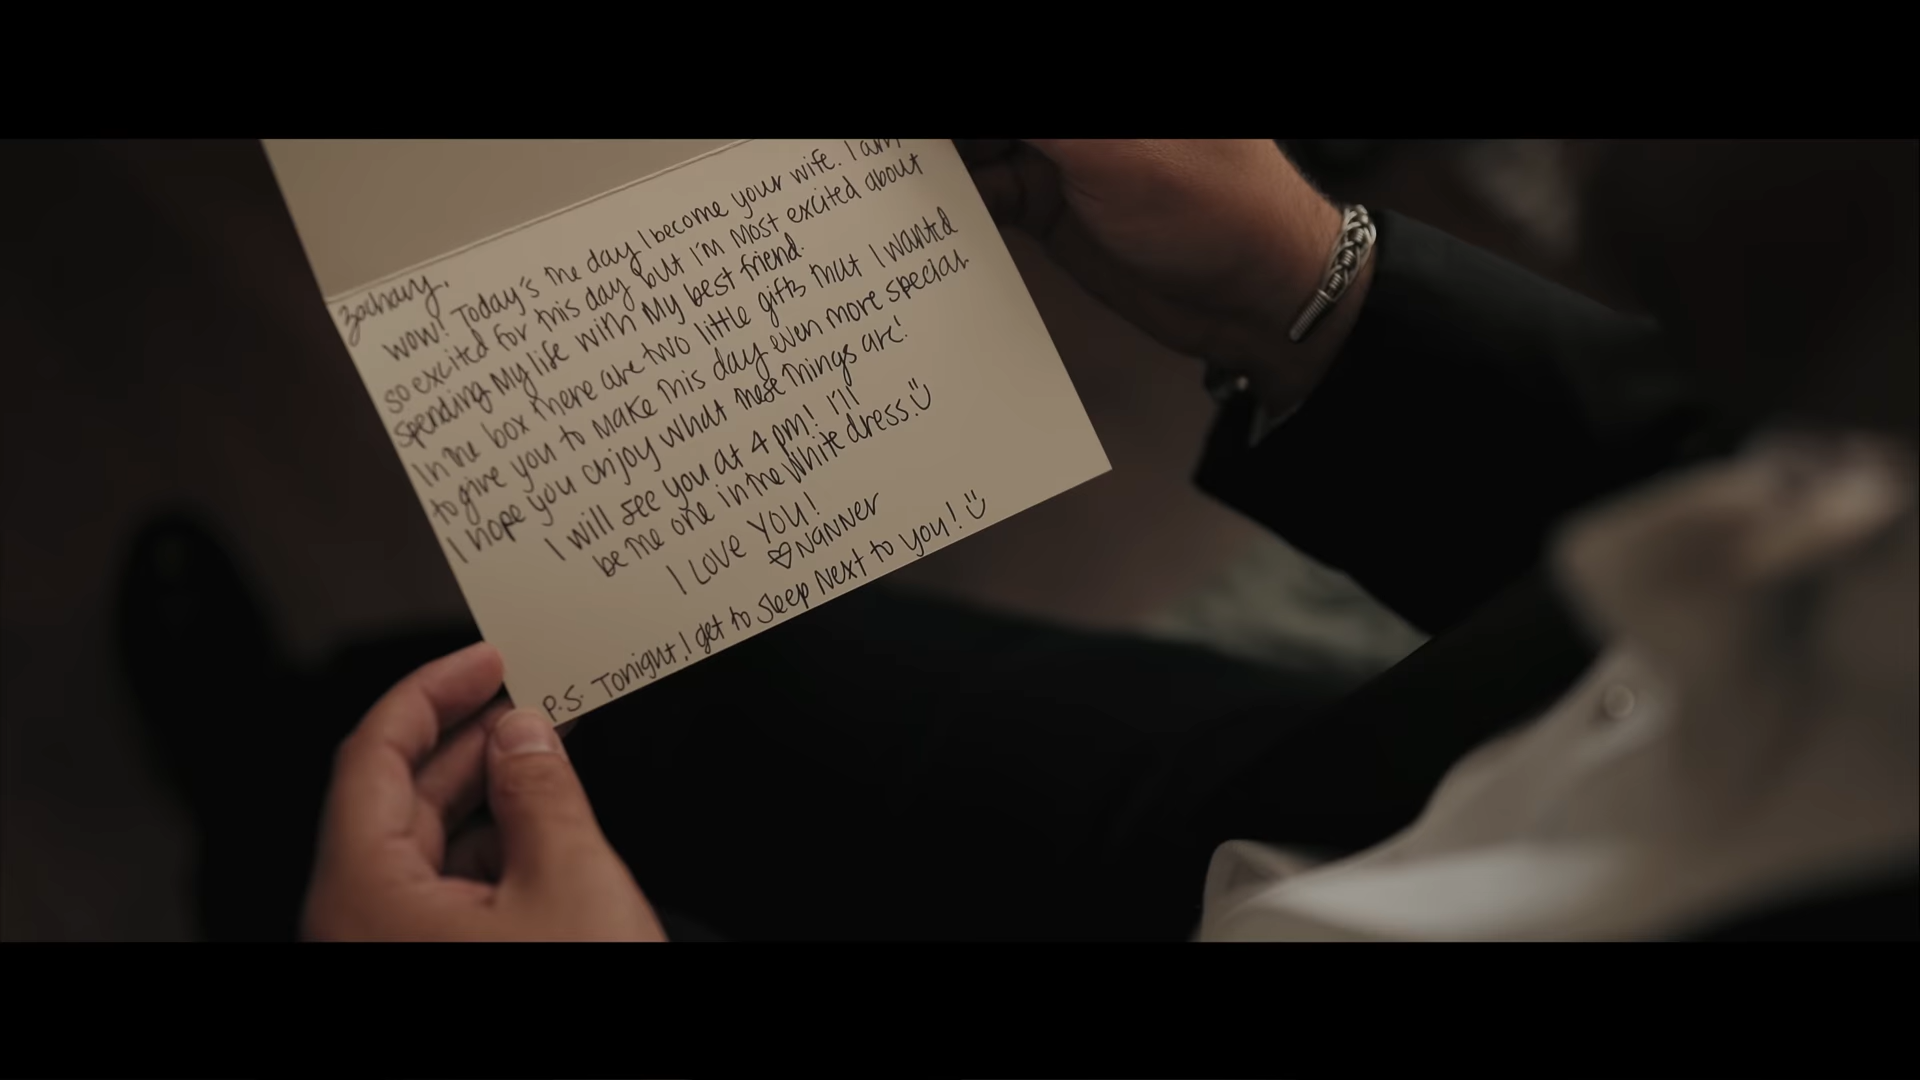 Zachary,
Wow! Today's the day I become your wife. I am
so excited for this day but I'm most excited about
spending my life with my best friend.
In the box there are two little gifts that I wanted
to give you to make this day even more special
I hope you enjoy what these things are!
I will see you at 4 pm! I'll
be the one in the white dress. :)
I LOVE YOU!
♡ Nanner
P.S. Tonight, I get to sleep next to you! :)